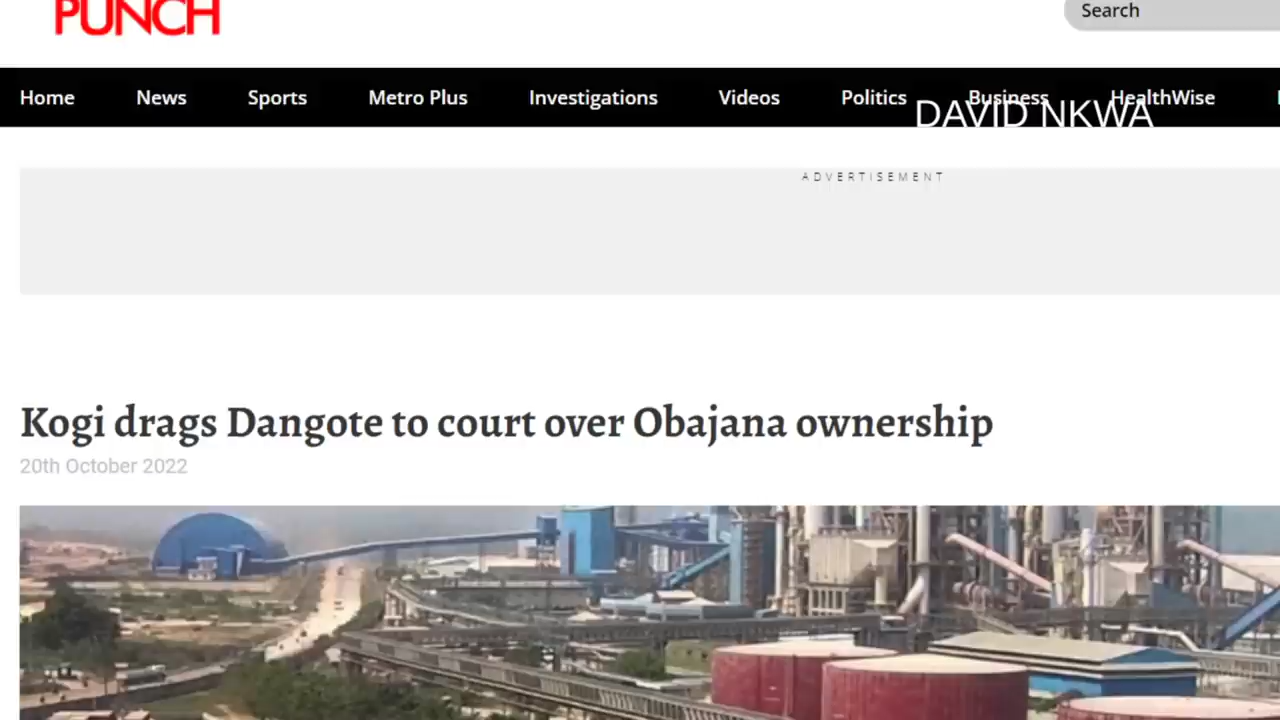 PUNCH
Search
Home News Sports Metro Plus Investigations Videos Politics Business HealthWise
DAVID NKWA
ADVERTISEMENT
Kogi drags Dangote to court over Obajana ownership
20th October 2022